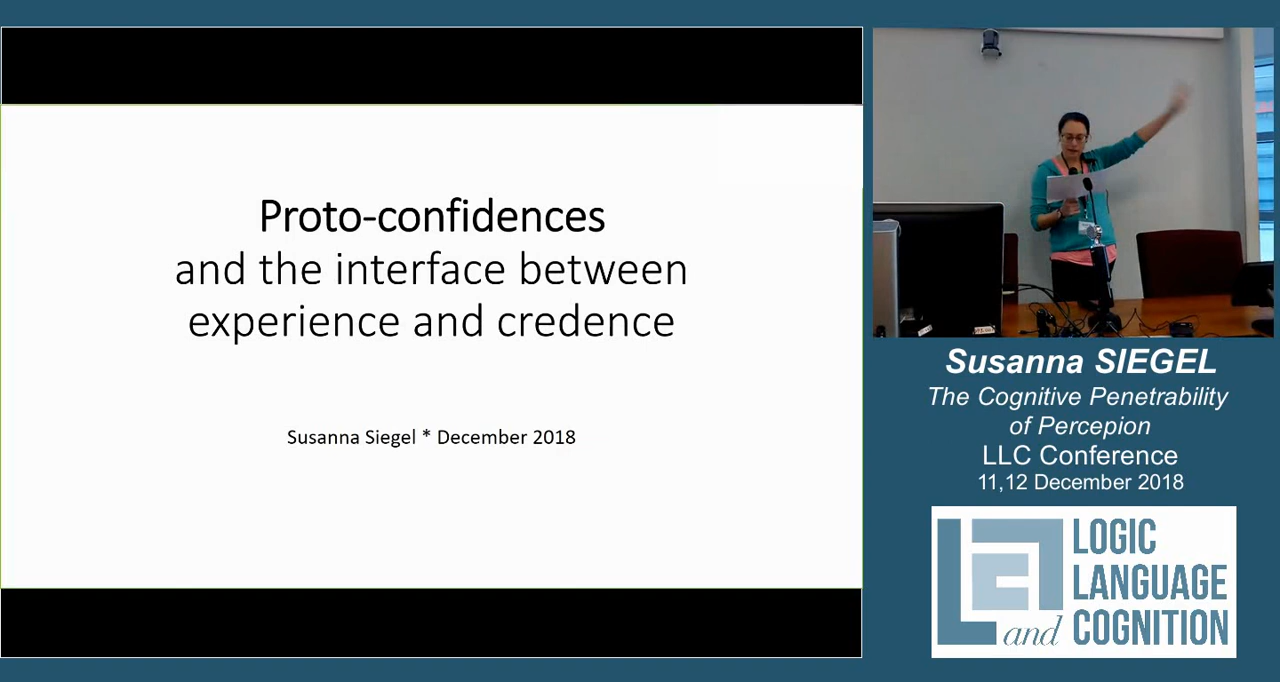 Proto-confidences
and the interface between
experience and credence
Susanna Siegel * December 2018
Susanna SIEGEL
The Cognitive Penetrability
of Percepion
LLC Conference
11,12 December 2018
LOGIC
LANGUAGE
and COGNITION